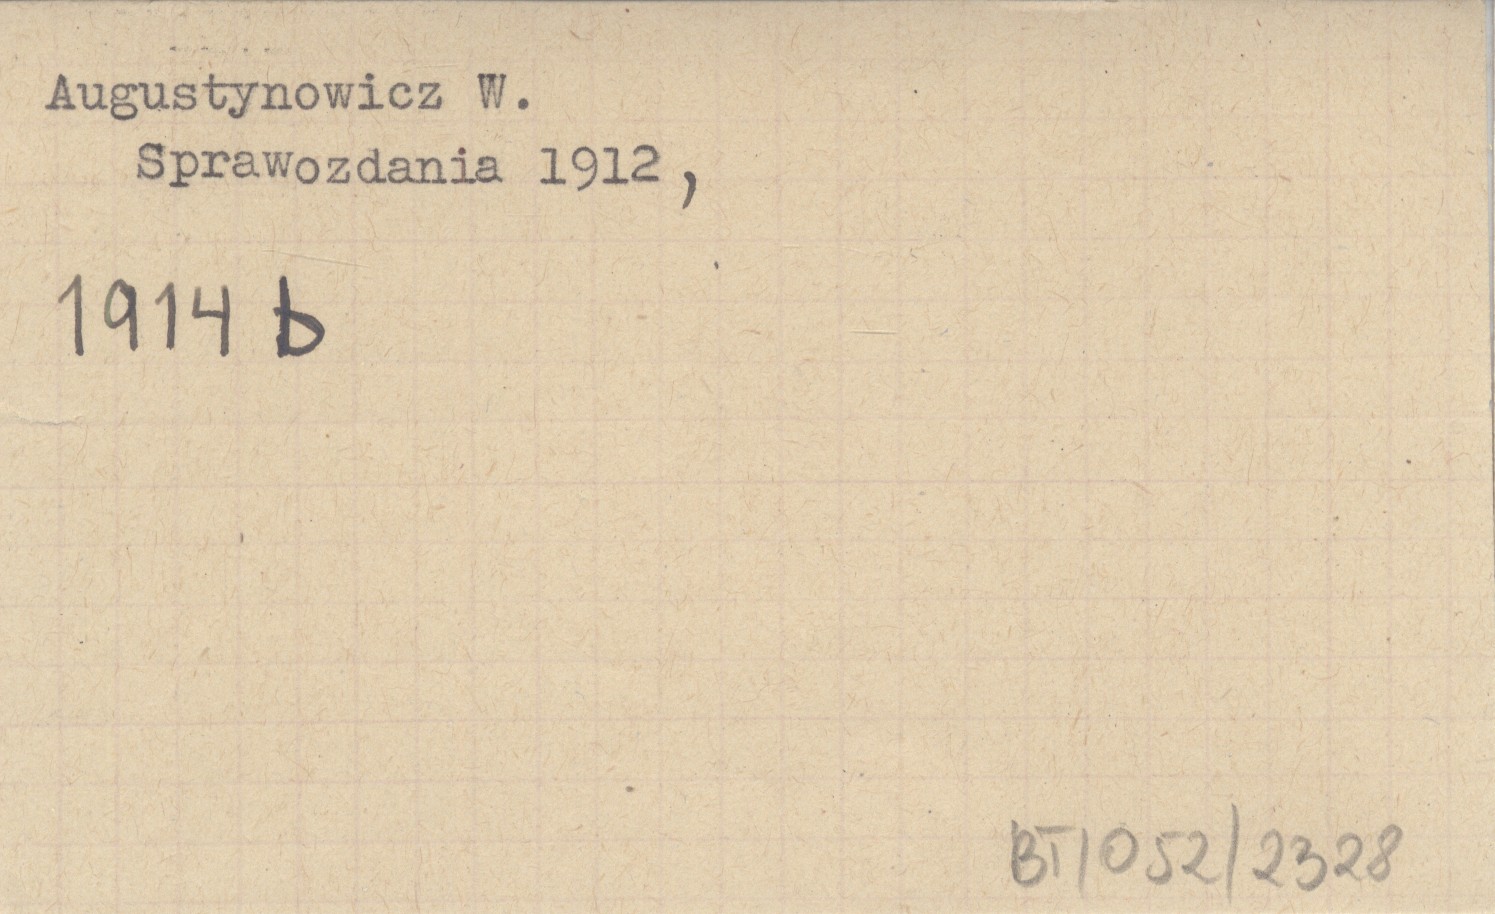 Augustynowicz W.
Sprawozdania 1912,
1914 b
BT/052/2328